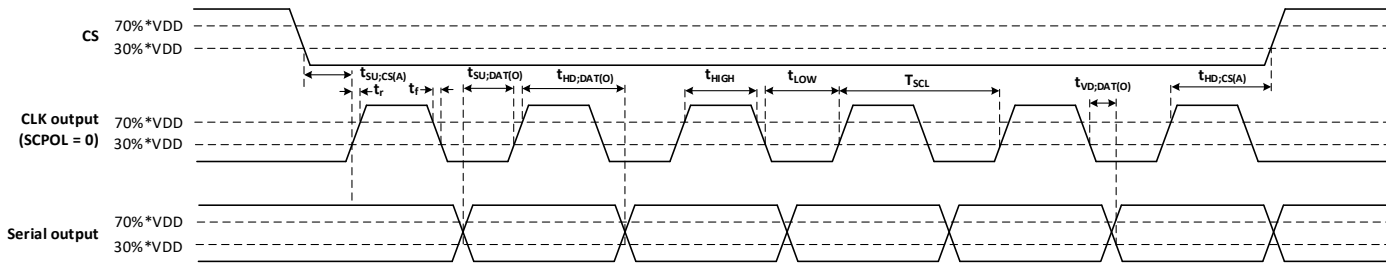 70%*VDD
CS
30%*VDD
tSU;CS(A)
tSU;DAT(O)
tHD;DAT(O)
tHIGH
tLOW
TSCL
tVD;DAT(O)
tHD;CS(A)
tr
tf
CLK output
70%*VDD
(SCPOL = 0)
30%*VDD
70%*VDD
Serial output
30%*VDD